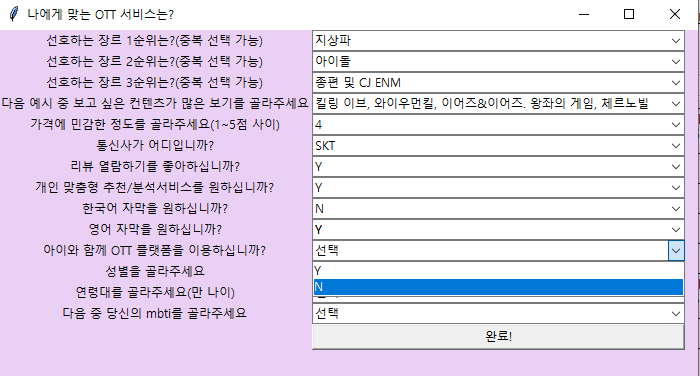 나에게 맞는 OTT 서비스는?
선호하는 장르 1순위는?(중복 선택 가능) 지상파
선호하는 장르 2순위는?(중복 선택 가능) 아이돌
선호하는 장르 3순위는?(중복 선택 가능) 종편 및 CJ ENM
다음 예시 중 보고 싶은 컨텐츠가 많은 보기를 골라주세요 킬링 이브, 와이우먼킬, 이어즈&이어즈. 왕좌의 게임, 체르노빌
가격에 민감한 정도를 골라주세요(1~5점 사이) 4
통신사가 어디입니까? SKT
리뷰 열람하기를 좋아하십니까? Y
개인 맞춤형 추천/분석서비스를 원하십니까? Y
한국어 자막을 원하십니까? N
영어 자막을 원하십니까? Y
아이와 함께 OTT 플랫폼을 이용하십니까? 선택
성별을 골라주세요 Y
N
연령대를 골라주세요(만 나이)
다음 중 당신의 mbti를 골라주세요 선택
완료!